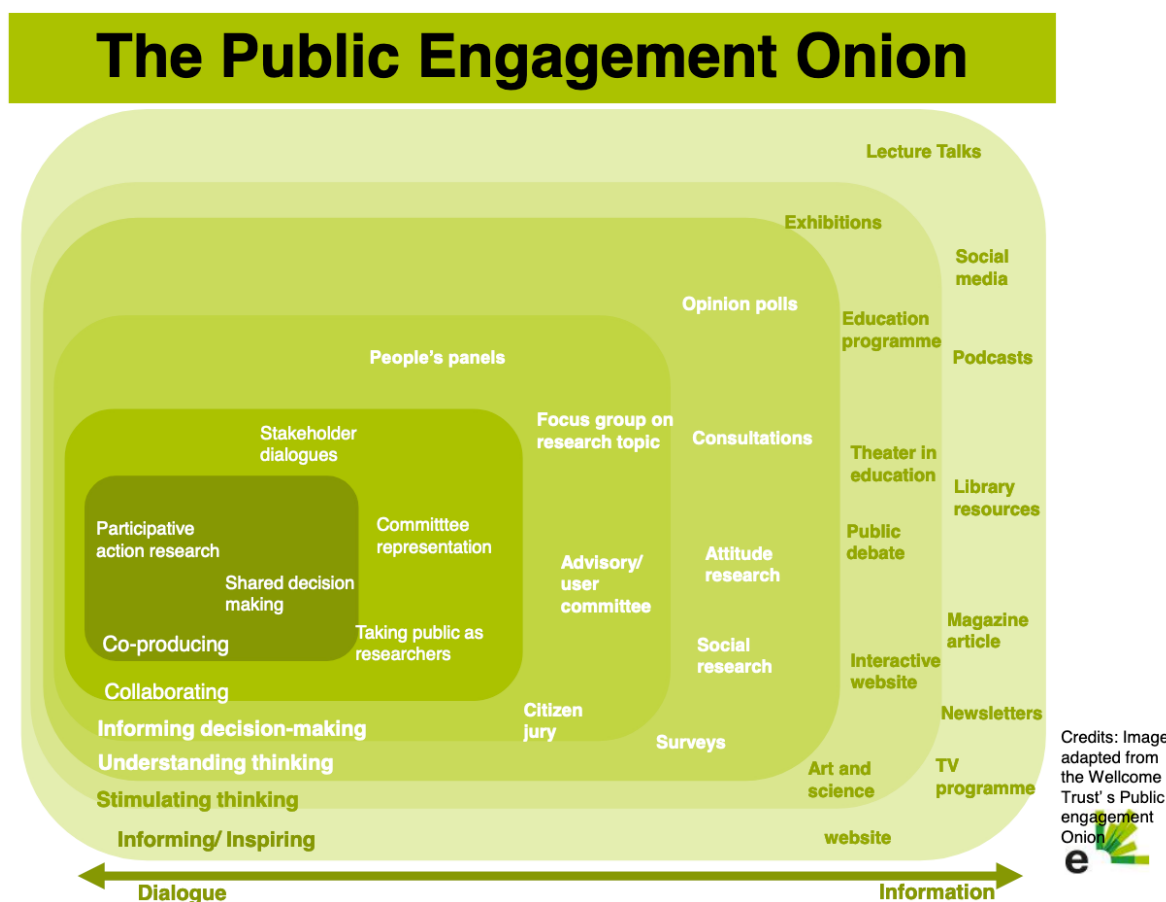 The Public Engagement Onion
Lecture Talks
Exhibitions
Social
media
Opinion polls
Education
programme
People's panels
Podcasts
Focus group on
research topic
Consultations
Stakeholder
dialogues
Theater in
education
Library
resources
Participative
action research
Committtee
representation
Public
debate
Advisory/
user
committee
Attitude
research
Shared decision
making
Co-producing
Taking public as
researchers
Social
research
Magazine
article
Interactive
website
Collaborating
Informing decision-making
Citizen
jury
Newsletters
Surveys
Understanding thinking
Art and
science
TV
programme
Stimulating thinking
Informing/ Inspiring
website
Credits: Image
adapted from
the Wellcome
Trust' s Public
engagement
Onion
e
Dialogue
Information